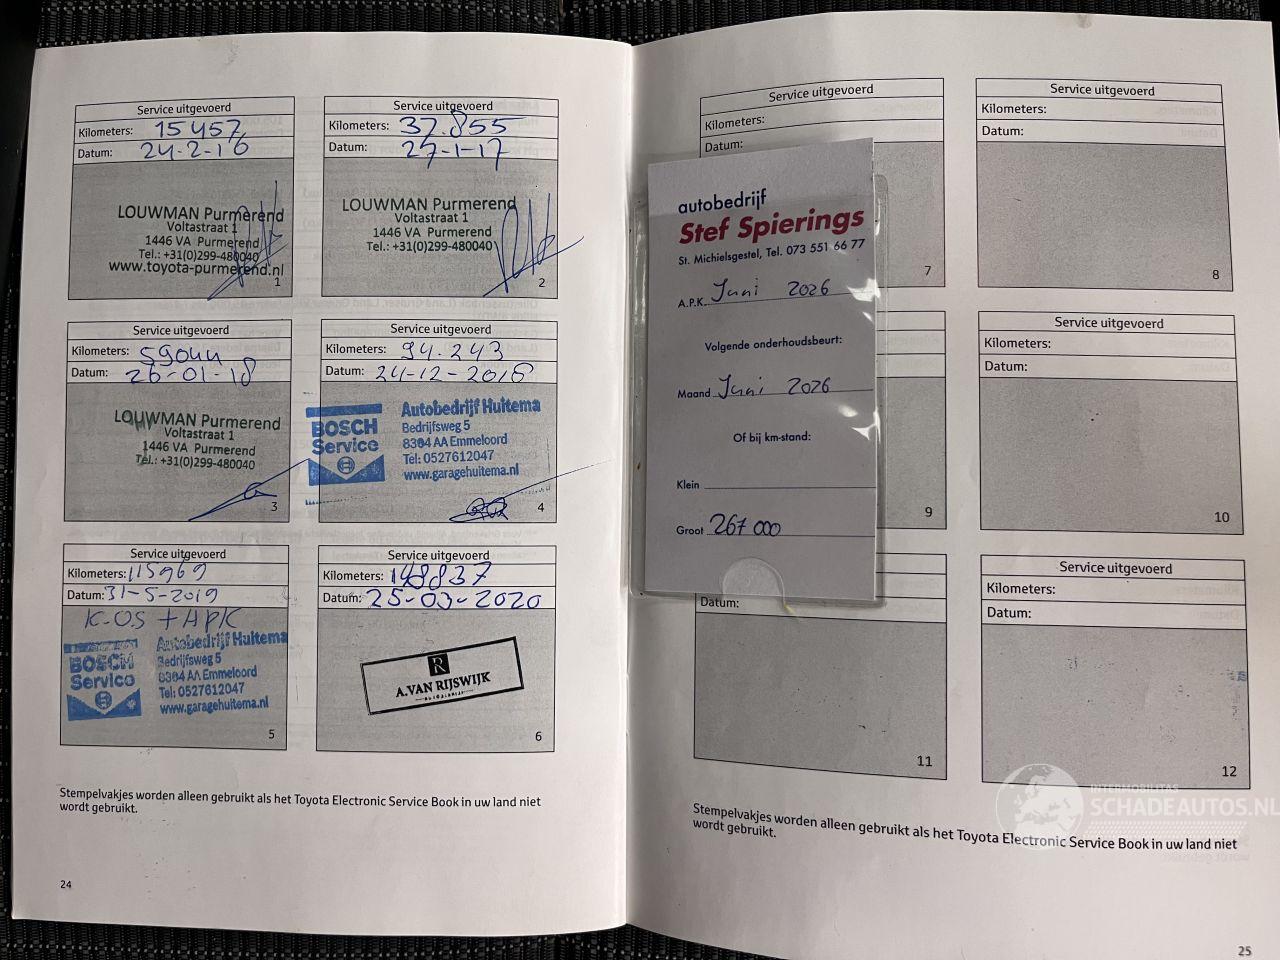 Service uitgevoerd
Kilometers: 15457
Datum: 24-2-16
LOUWMAN Purmerend
Voltastraat 1
1446 VA Purmerend
Tel.: +31(0)299-480040
www.toyota-purmerend.nl
1
Service uitgevoerd
Kilometers: 37.855
Datum: 27-1-17
LOUWMAN Purmerend
Voltastraat 1
1446 VA Purmerend
Tel.: +31(0)299-480040
2
Service uitgevoerd
Kilometers: 59044
Datum: 26-01-18
LOUWMAN Purmerend
Voltastraat 1
1446 VA Purmerend
Tel.: +31(0)299-480040
3
Service uitgevoerd
Kilometers: 94.243
Datum: 24-12-2018
BOSCH
Service
Autobedrijf Huitema
Bedrijfsweg 5
8304 AA Emmeloord
Tel: 0527612047
www.garagehuitema.nl
4
Service uitgevoerd
Kilometers: 115969
Datum: 31-5-2019
K.O.S + APK
BOSCH
Service
Autobedrijf Huitema
Bedrijfsweg 5
8304 AA Emmeloord
Tel: 0527612047
www.garagehuitema.nl
5
Service uitgevoerd
Kilometers: 148837
Datum: 25-03-2020
R
A.VAN RIJSWIJK
6
Stempelvakjes worden alleen gebruikt als het Toyota Electronic Service Book in uw land niet
wordt gebruikt.
24
Service uitgevoerd
Kilometers:
Datum:
7
Service uitgevoerd
Kilometers:
Datum:
8
autobedrijf
Stef Spierings
St. Michielsgestel, Tel. 073 551 66 77
A.P.K. Juni 2026
Volgende onderhoudsbeurt:
Maand Juni 2026
Of bij km-stand:
Klein
Groot 267 000
9
Service uitgevoerd
Kilometers:
Datum:
10
Datum:
11
Service uitgevoerd
Kilometers:
Datum:
12
INTERMOBILITAS
SCHADEAUTOS.NL
Stempelvakjes worden alleen gebruikt als het Toyota Electronic Service Book in uw land niet
wordt gebruikt.
25